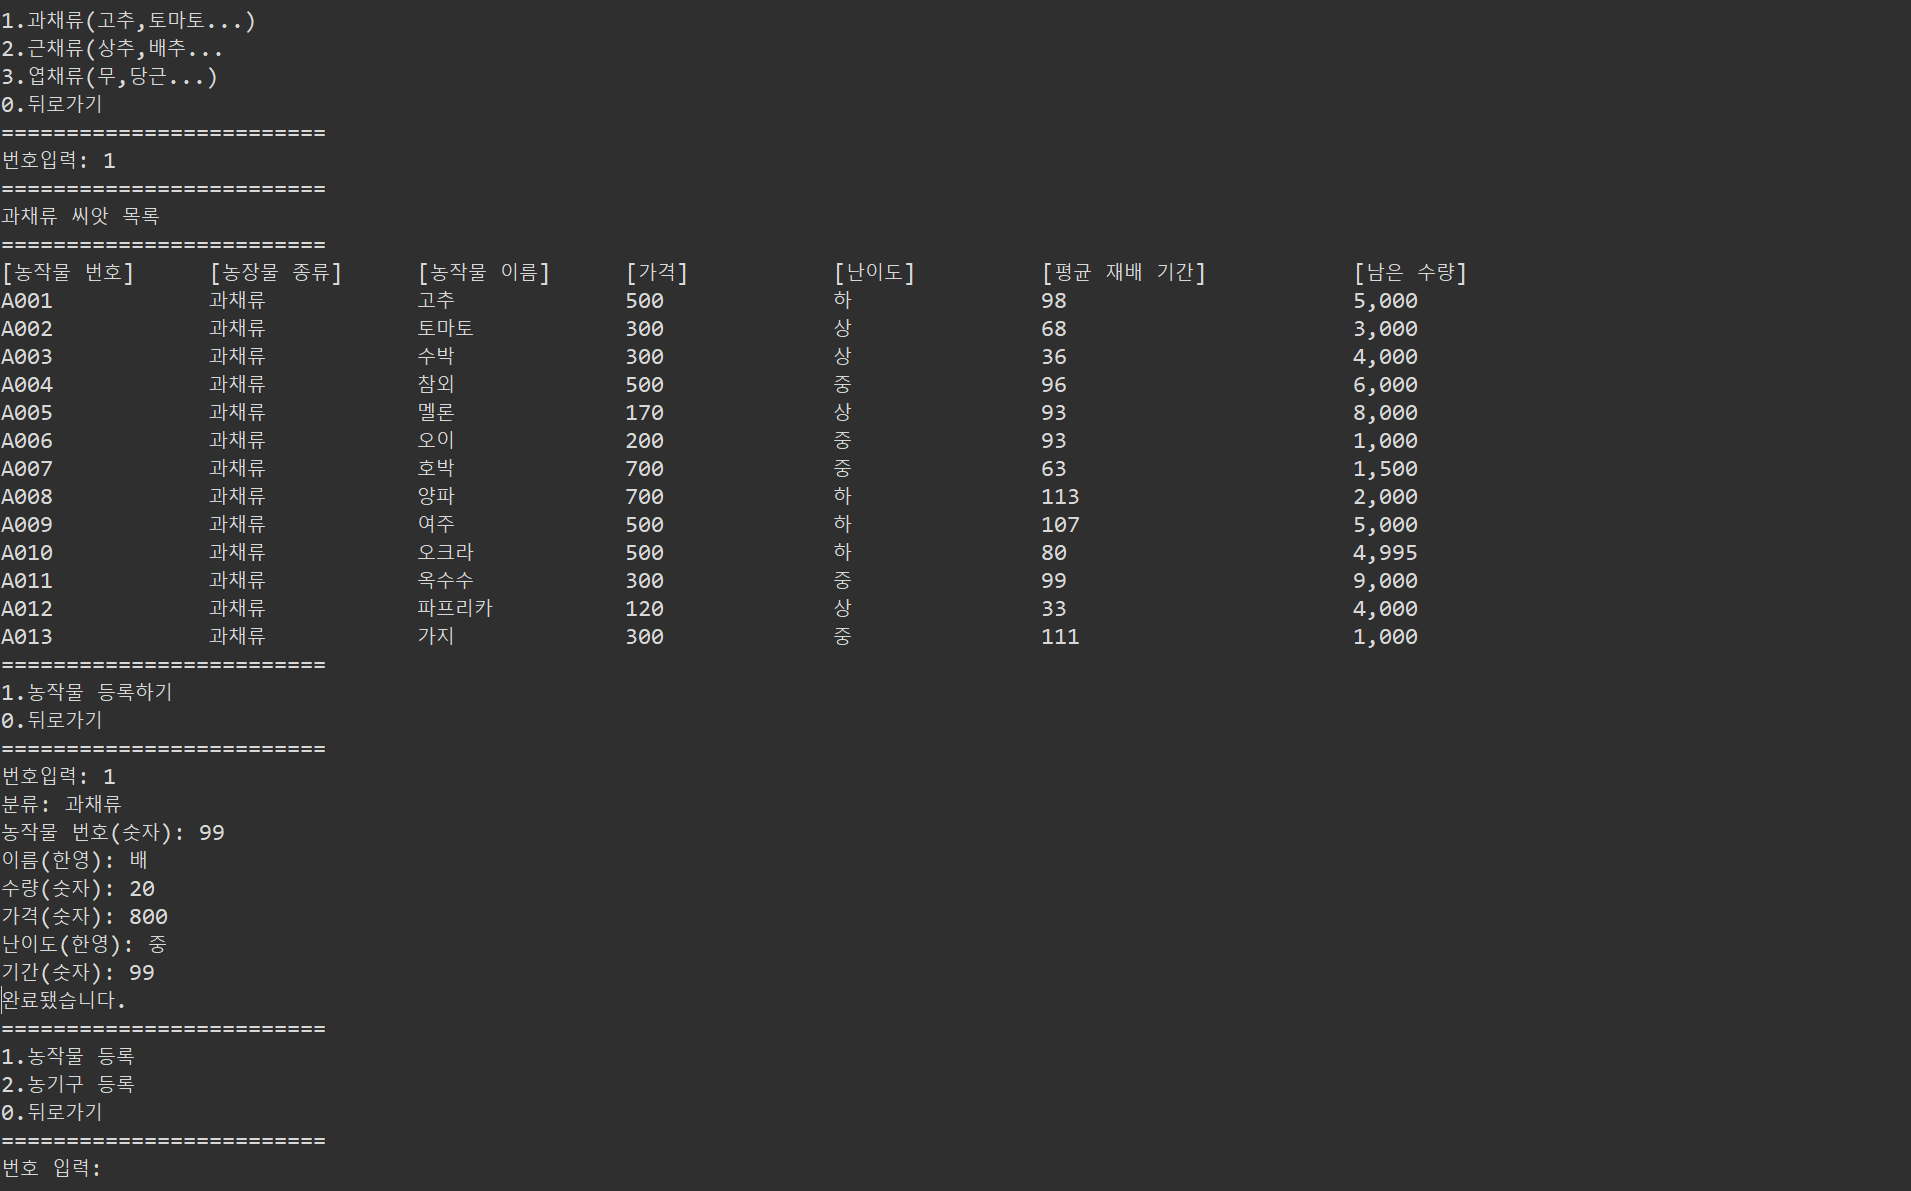 1.과채류(고추,토마토...)
2.근채류(상추,배추...
3.엽채류(무,당근...)
0.뒤로가기
=========================
번호입력: 1
=========================
과채류 씨앗 목록
=========================
[농작물 번호] [농장물 종류] [농작물 이름] [가격] [난이도] [평균 재배 기간] [남은 수량]
A001 과채류 고추 500 하 98 5,000
A002 과채류 토마토 300 상 68 3,000
A003 과채류 수박 300 상 36 4,000
A004 과채류 참외 500 중 96 6,000
A005 과채류 멜론 170 상 93 8,000
A006 과채류 오이 200 중 93 1,000
A007 과채류 호박 700 중 63 1,500
A008 과채류 양파 700 하 113 2,000
A009 과채류 여주 500 하 107 5,000
A010 과채류 오크라 500 하 80 4,995
A011 과채류 옥수수 300 중 99 9,000
A012 과채류 파프리카 120 상 33 4,000
A013 과채류 가지 300 중 111 1,000
=========================
1.농작물 등록하기
0.뒤로가기
=========================
번호입력: 1
분류: 과채류
농작물 번호(숫자): 99
이름(한영): 배
수량(숫자): 20
가격(숫자): 800
난이도(한영): 중
기간(숫자): 99
완료됐습니다.
=========================
1.농작물 등록
2.농기구 등록
0.뒤로가기
=========================
번호 입력: